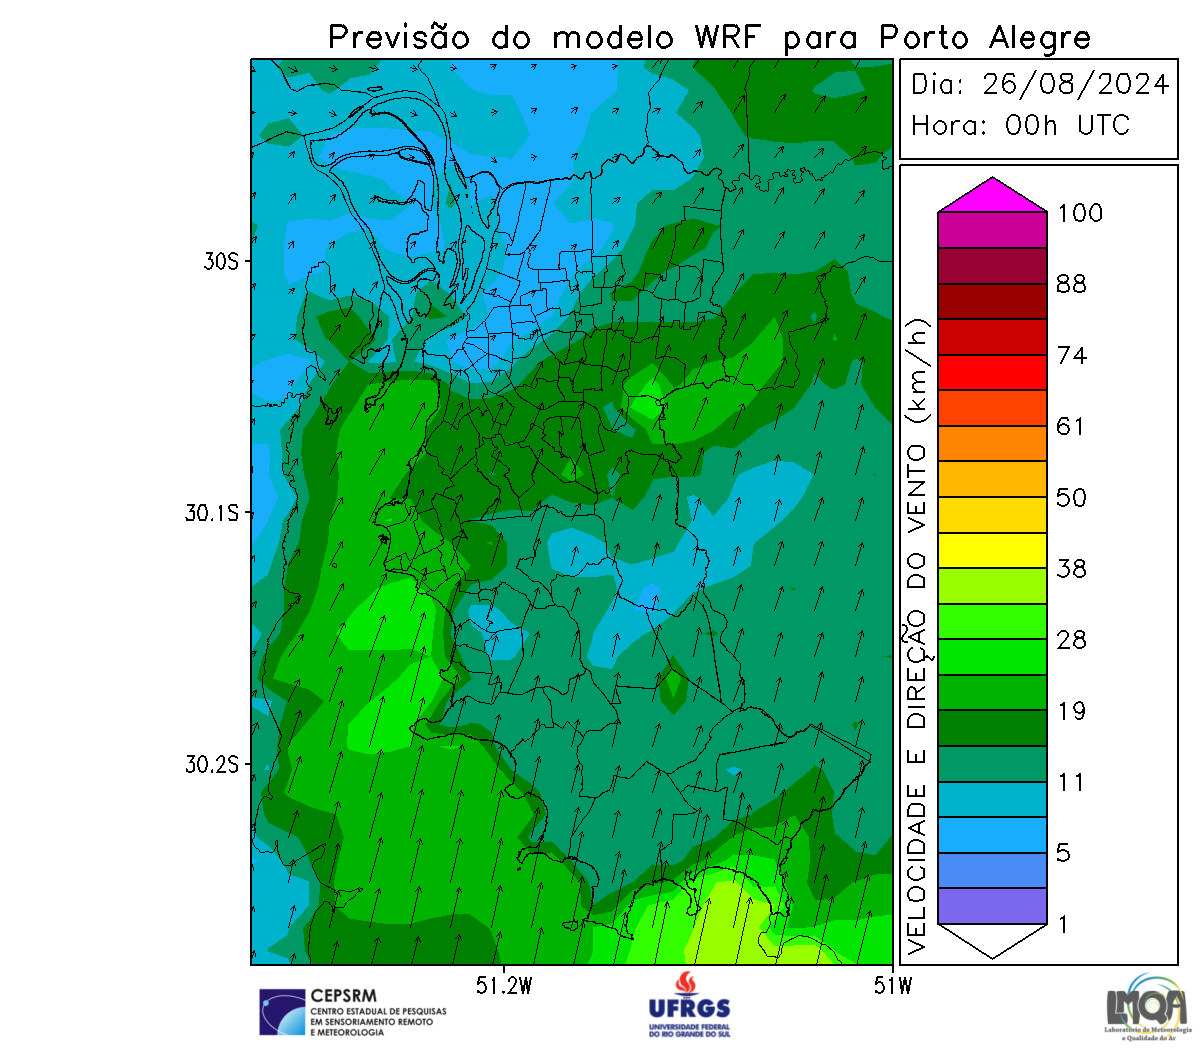 Previsão do modelo WRF para Porto Alegre
Dia: 26/08/2024
Hora: 00h UTC
30S
30.1S
30.2S
51.2W
51W
VELOCIDADE E DIREÇÃO DO VENTO (km/h)
100
88
74
61
50
38
28
19
11
5
1
CEPSRM
CENTRO ESTADUAL DE PESQUISAS
EM SENSORIAMENTO REMOTO
E METEOROLOGIA
UFRGS
UNIVERSIDADE FEDERAL
DO RIO GRANDE DO SUL
LMQA
Laboratório de Meteorologia
e Qualidade do Ar